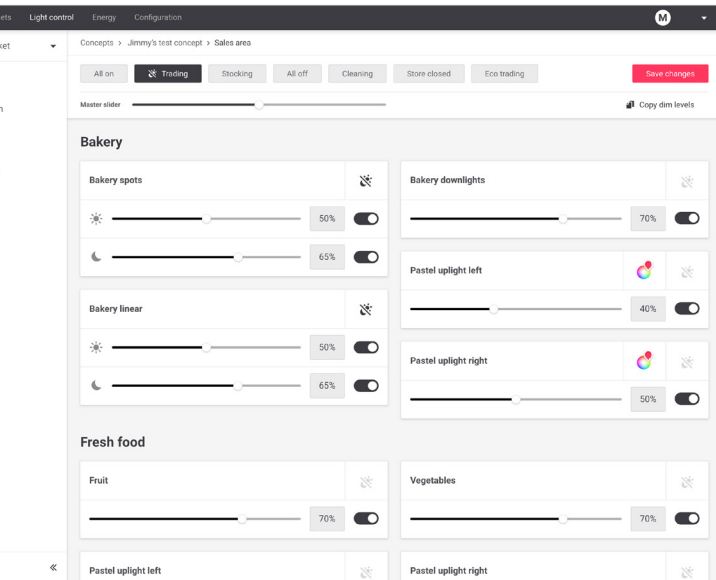 ets Light control Energy Configuration M
ket
Concepts > Jimmy's test concept > Sales area
All on Trading Stocking All off Cleaning Store closed Eco trading Save changes
Master slider Copy dim levels
Bakery
Bakery spots
50%
65%
Bakery linear
50%
65%
Bakery downlights
70%
Pastel uplight left
40%
Pastel uplight right
50%
Fresh food
Fruit
70%
Vegetables
70%
Pastel uplight left
Pastel uplight right